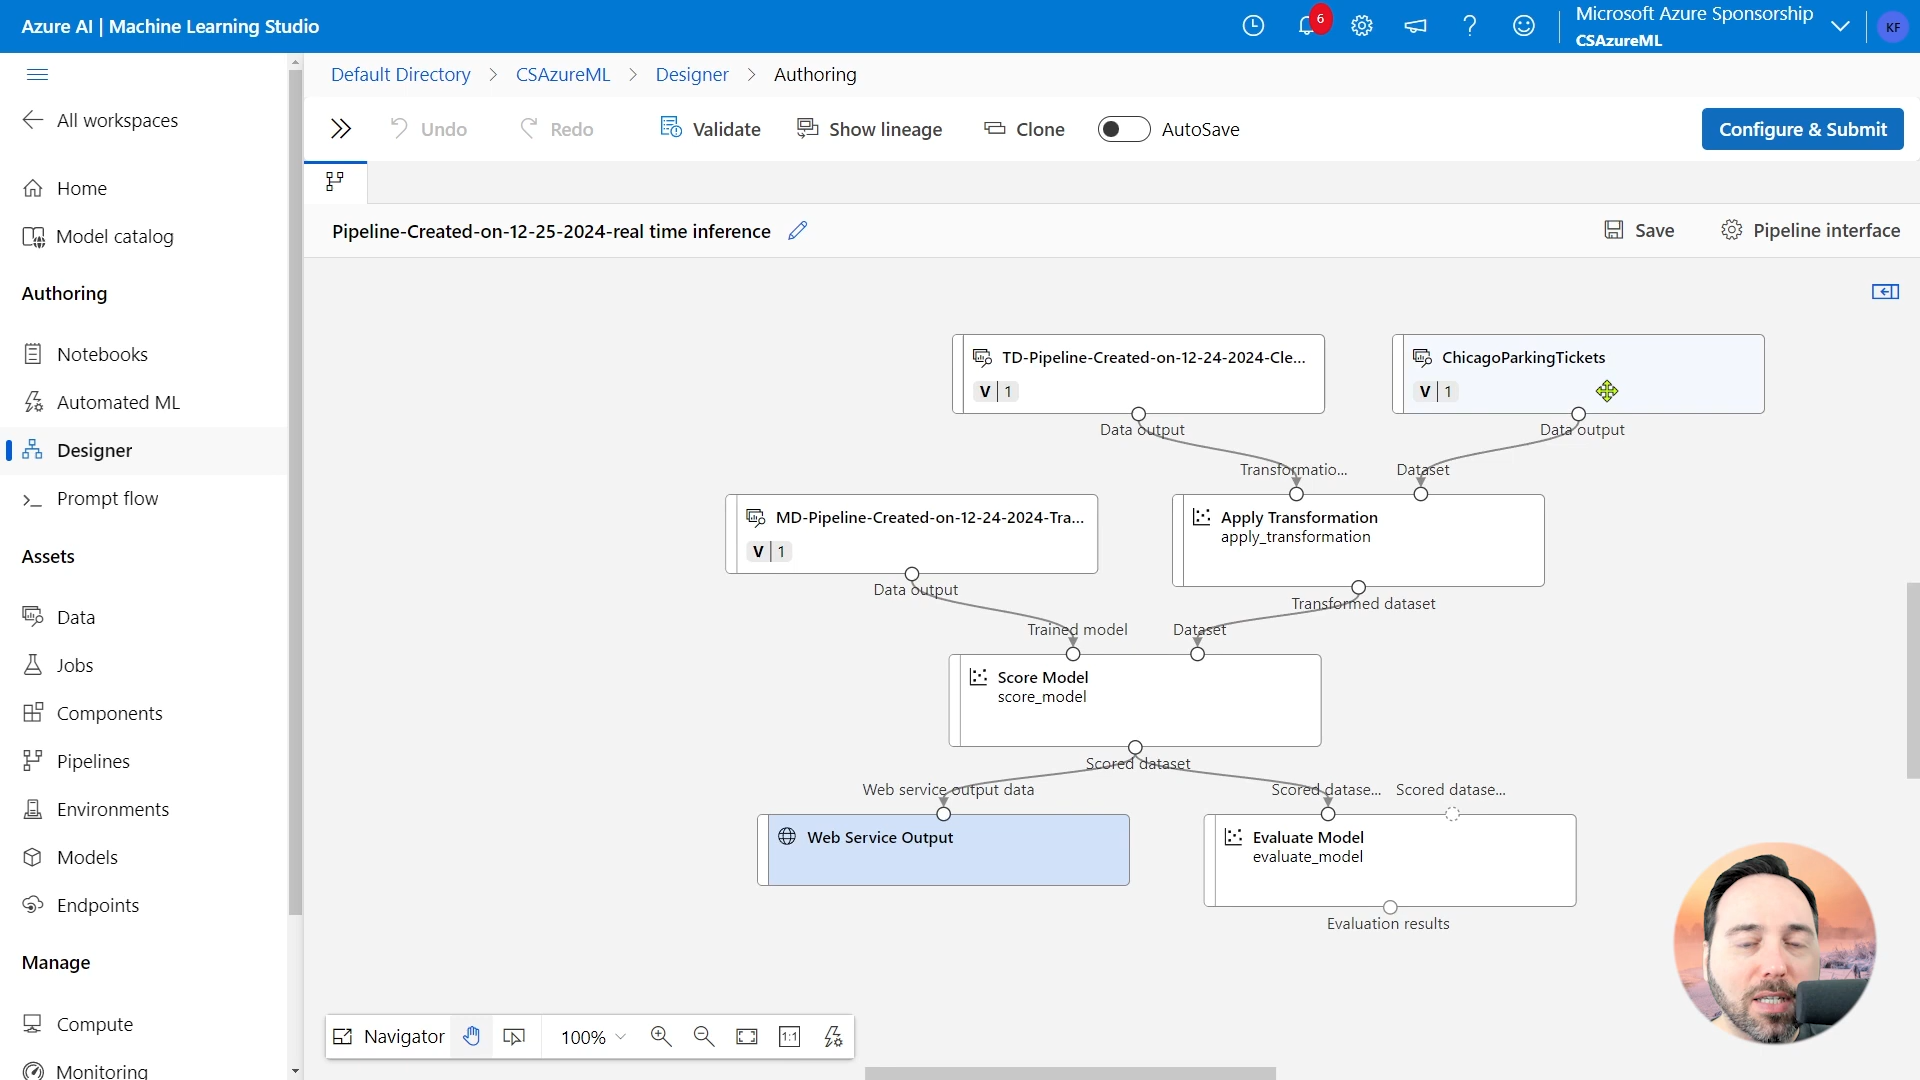 Azure AI | Machine Learning Studio
6
Microsoft Azure Sponsorship
CSAzureML
KF
All workspaces
Home
Model catalog
Authoring
Notebooks
Automated ML
Designer
Prompt flow
Assets
Data
Jobs
Components
Pipelines
Environments
Models
Endpoints
Manage
Compute
Monitoring
Default Directory > CSAzureML > Designer > Authoring
Undo
Redo
Validate
Show lineage
Clone
AutoSave
Configure & Submit
Pipeline-Created-on-12-25-2024-real time inference
Save
Pipeline interface
TD-Pipeline-Created-on-12-24-2024-Cle...
V 1
Data output
ChicagoParkingTickets
V 1
Data output
Transformatio...
Dataset
MD-Pipeline-Created-on-12-24-2024-Tra...
V 1
Data output
Apply Transformation
apply_transformation
Transformed dataset
Trained model
Dataset
Score Model
score_model
Scored dataset
Web service output data
Scored datase...
Scored datase...
Web Service Output
Evaluate Model
evaluate_model
Evaluation results
Navigator
100%
1:1